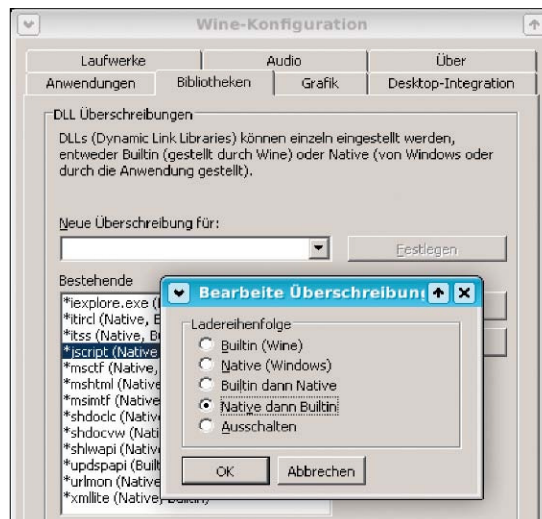 Wine-Konfiguration
Laufwerke Audio Über
Anwendungen Bibliotheken Grafik Desktop-Integration
DLL Überschreibungen
DLLs (Dynamic Link Libraries) können einzeln eingestellt werden,
entweder Builtin (gestellt durch Wine) oder Native (von Windows oder
durch die Anwendung gestellt).
Neue Überschreibung für:
Festlegen
Bestehende
*iexplore.exe
*itircl (Native,
*itss (Native,
*jscript (Native
*msctf (Native,
*mshtml (Native
*msimtf (Native
*shdoclc
*shdocvw
*shlwapi
*updspapi
*urlmon (Native
*xmllite (Native, Builtin)
Bearbeite Überschreibung
Ladereihenfolge
Builtin (Wine)
Native (Windows)
Builtin dann Native
Native dann Builtin
Ausschalten
OK Abbrechen